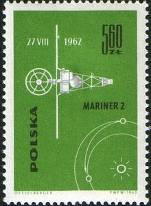 27 VIII 1962
5,60 ZŁ
MARINER 2
POLSKA